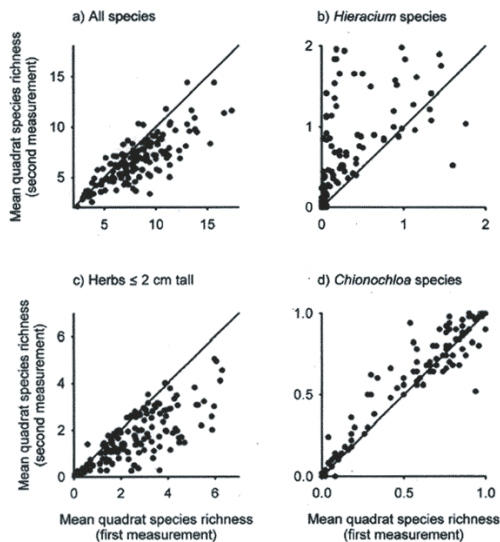 a) All species
b) Hieracium species
Mean quadrat species richness
(second measurement)
15
10
5
5
10
15
2
1
0
0
1
2
c) Herbs ≤ 2 cm tall
d) Chionochloa species
Mean quadrat species richness
(second measurement)
6
4
2
0
0
2
4
6
1.0
0.5
0.0
0.0
0.5
1.0
Mean quadrat species richness
(first measurement)
Mean quadrat species richness
(first measurement)